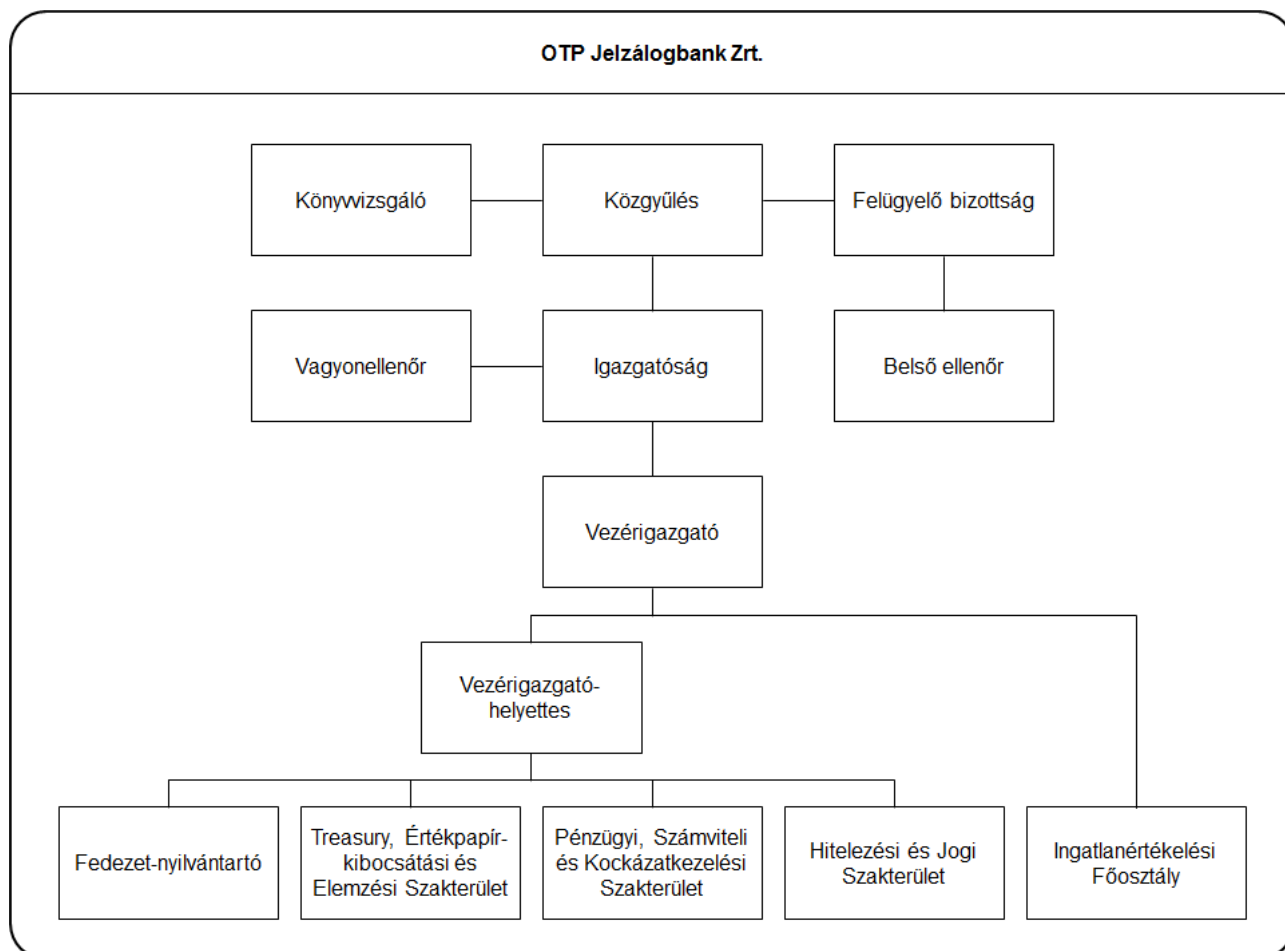 OTP Jelzálogbank Zrt.
Könyvvizsgáló
Közgyűlés
Felügyelő bizottság
Vagyonellenőr
Igazgatóság
Belső ellenőr
Vezérigazgató
Vezérigazgató-
helyettes
Fedezet-nyilvántartó
Treasury, Értékpapír-
kibocsátási és
Elemzési Szakterület
Pénzügyi, Számviteli
és Kockázatkezelési
Szakterület
Hitelezési és Jogi
Szakterület
Ingatlanértékelési
Főosztály